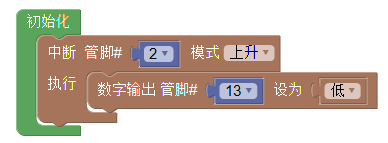 初始化
中断 管脚# 2 模式 上升
执行 数字输出 管脚# 13 设为 低